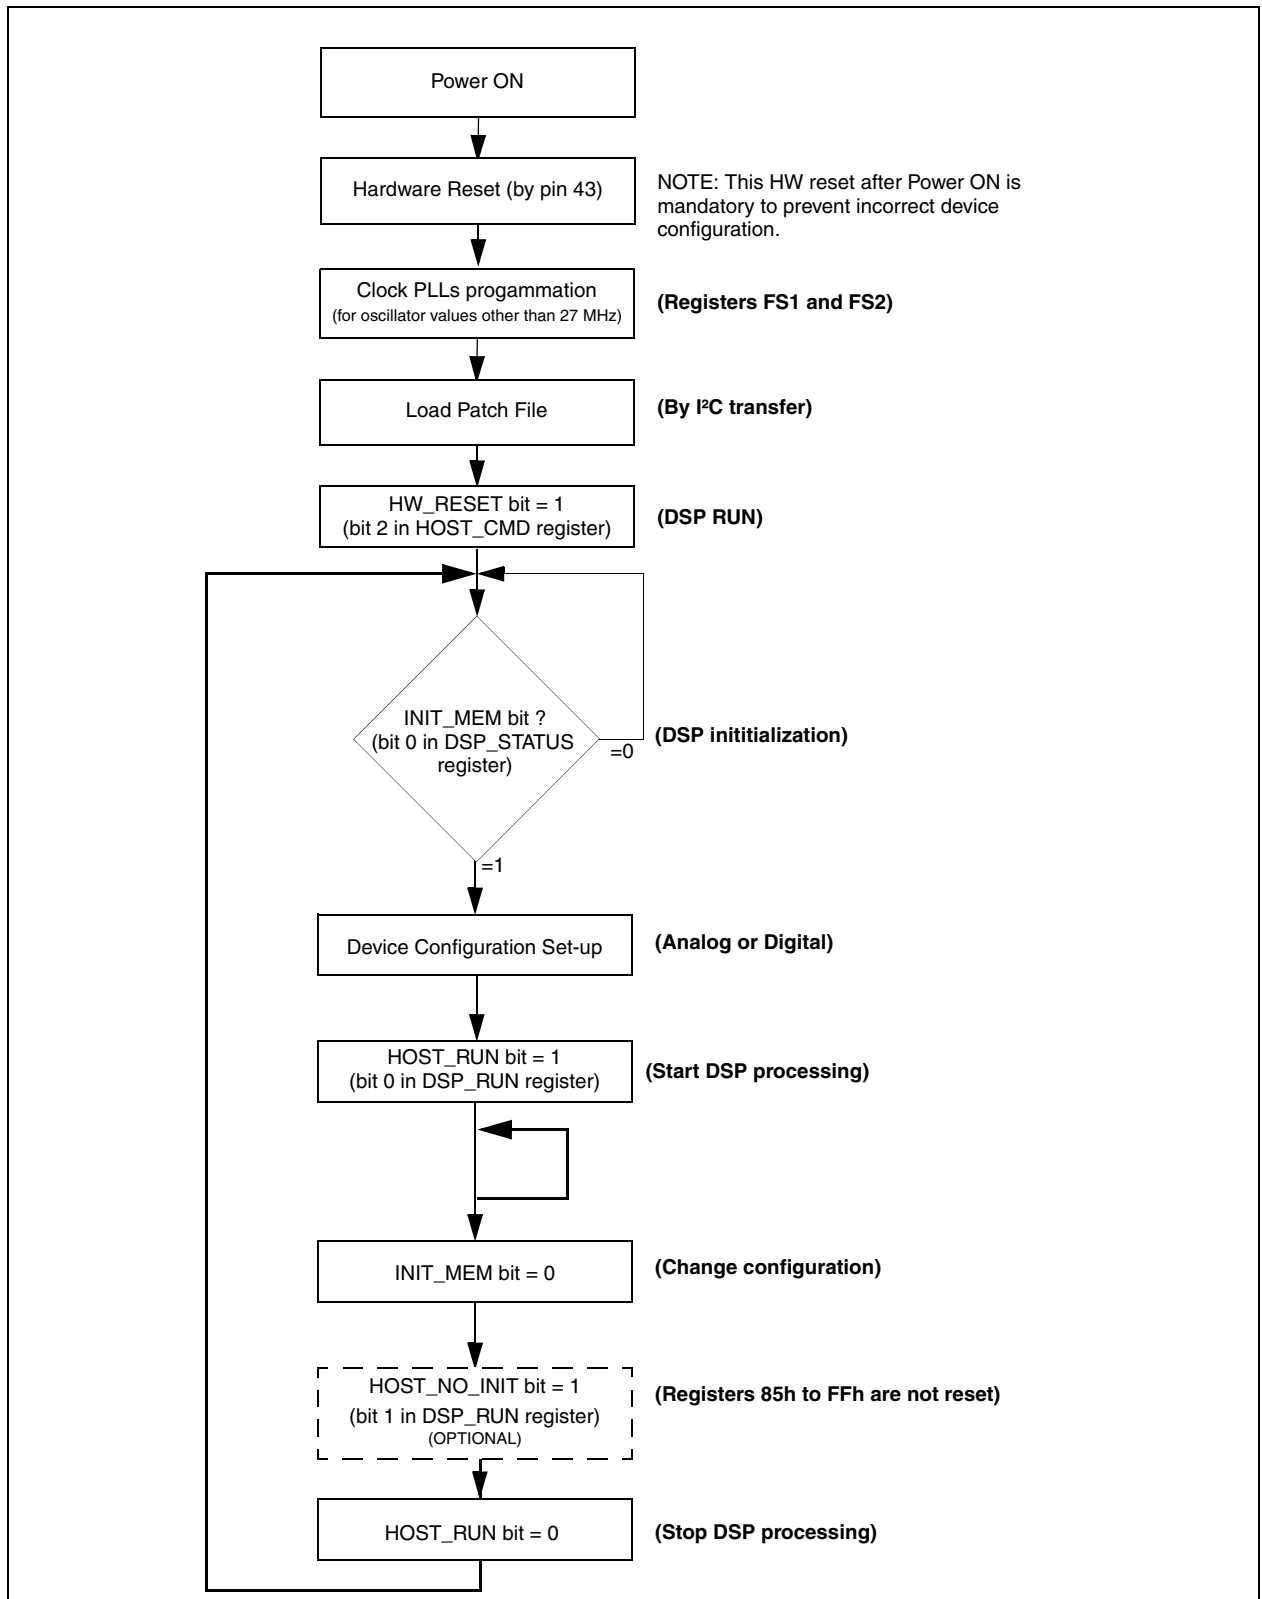 Power ON
Hardware Reset (by pin 43)
NOTE: This HW reset after Power ON is
mandatory to prevent incorrect device
configuration.
Clock PLLs progammation
(for oscillator values other than 27 MHz)
(Registers FS1 and FS2)
Load Patch File
(By I²C transfer)
HW_RESET bit = 1
(bit 2 in HOST_CMD register)
(DSP RUN)
INIT_MEM bit ?
(bit 0 in DSP_STATUS
register)
=0
(DSP inititialization)
=1
Device Configuration Set-up
(Analog or Digital)
HOST_RUN bit = 1
(bit 0 in DSP_RUN register)
(Start DSP processing)
INIT_MEM bit = 0
(Change configuration)
HOST_NO_INIT bit = 1
(bit 1 in DSP_RUN register)
(OPTIONAL)
(Registers 85h to FFh are not reset)
HOST_RUN bit = 0
(Stop DSP processing)